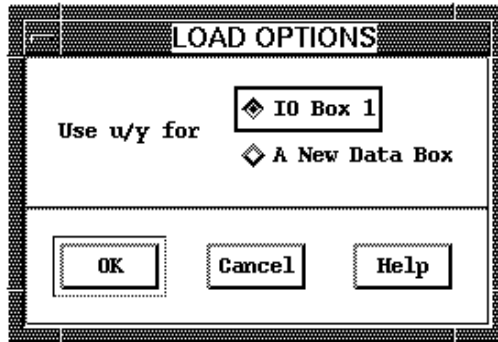 LOAD OPTIONS
Use u/y for
IO Box 1
A New Data Box
OK
Cancel
Help